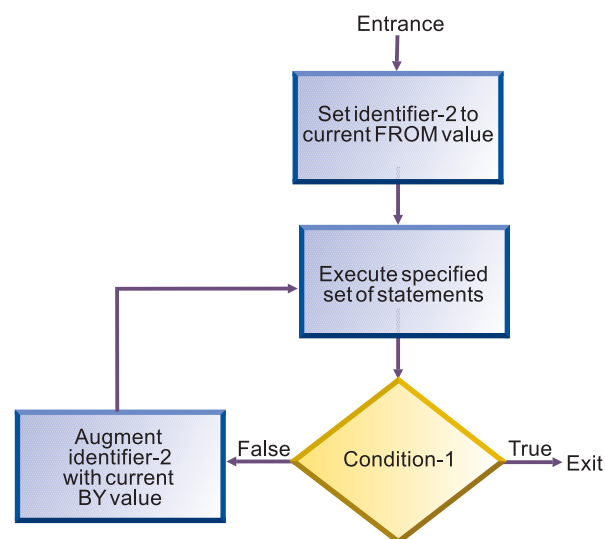 Entrance
Set identifier-2 to
current FROM value
Execute specified
set of statements
Augment
identifier-2
with current
BY value
False
Condition-1
True
Exit